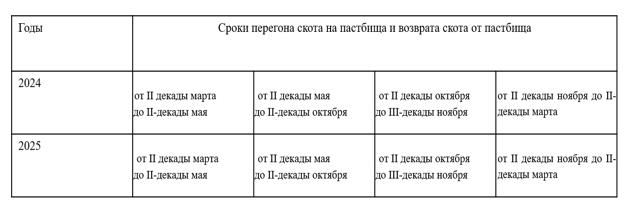 Годы
Сроки перегона скота на пастбища и возврата скота от пастбища
2024
от II декады марта
до II-декады мая
от II декады мая
до II-декады октября
от II декады октября
до III-декады ноября
от II декады ноября до II-
декады марта
2025
от II декады марта
до II-декады мая
от II декады мая
до II-декады октября
от II декады октября
до III-декады ноября
от II декады ноября до II-
декады марта